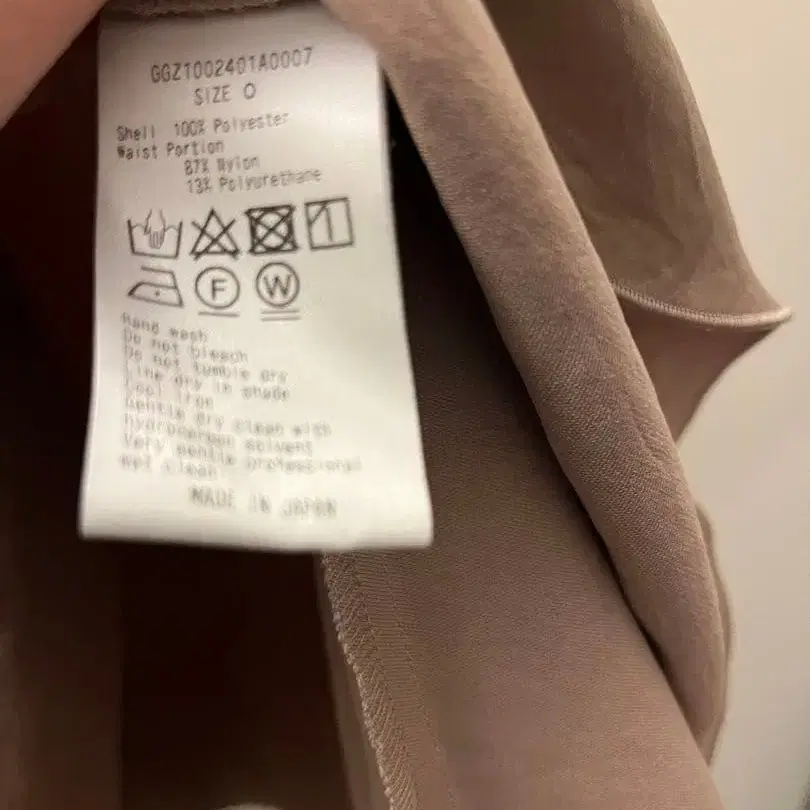 GGZ1002401A0007
SIZE 0
Shell 100% Polyester
Waist Portion
87% Nylon
13% Polyurethane
F W
Hand wash
Do not bleach
Do not tumble dry
Line dry in shade
Cool iron
Gentle dry clean with
hydrocarbon solvent
Very gentle professional
wet clean
MADE IN JAPAN